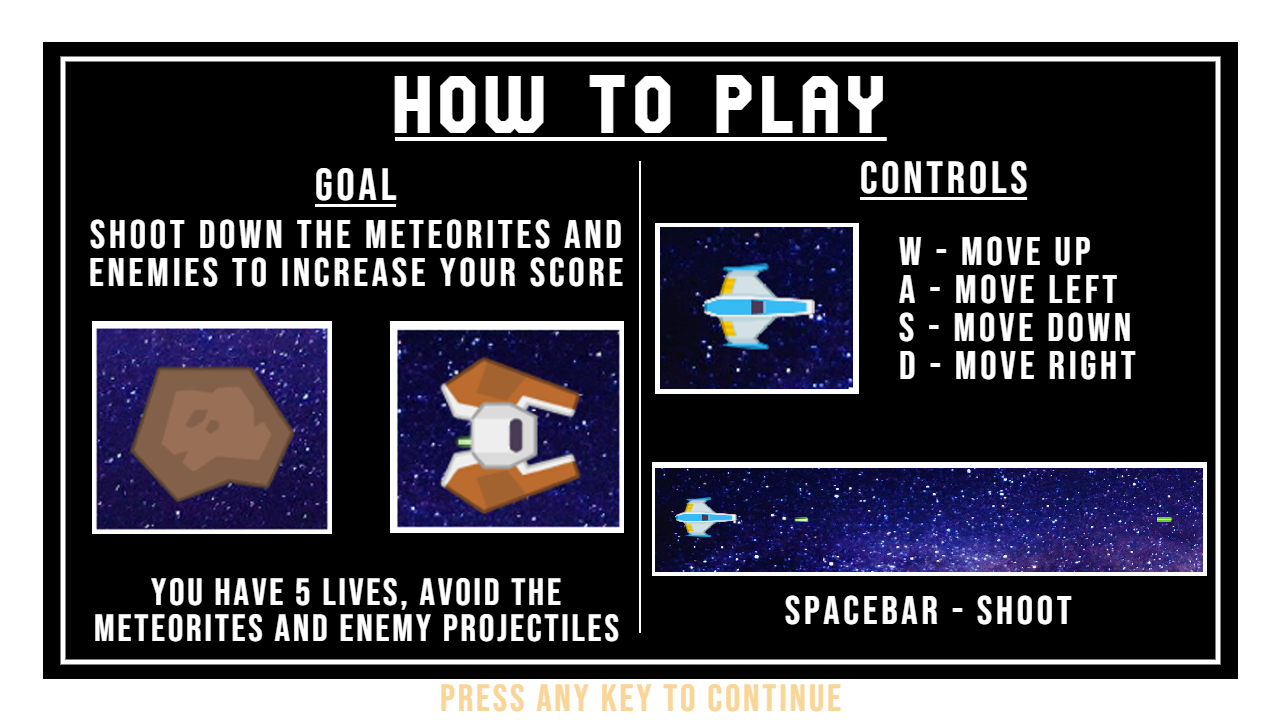 HOW TO PLAY
GOAL
SHOOT DOWN THE METEORITES AND
ENEMIES TO INCREASE YOUR SCORE
YOU HAVE 5 LIVES, AVOID THE
METEORITES AND ENEMY PROJECTILES
CONTROLS
W - MOVE UP
A - MOVE LEFT
S - MOVE DOWN
D - MOVE RIGHT
SPACEBAR - SHOOT
PRESS ANY KEY TO CONTINUE